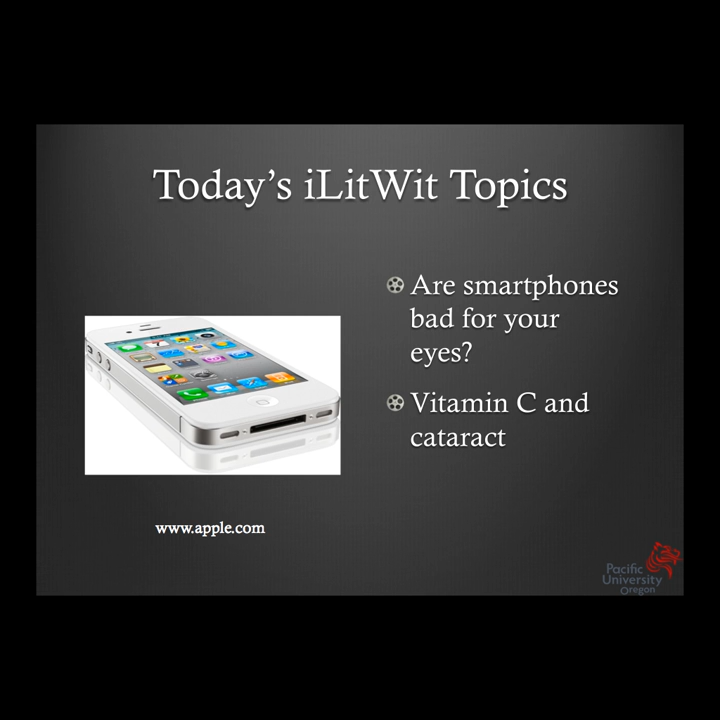 Today's iLitWit Topics
Are smartphones
bad for your
eyes?
Vitamin C and
cataract
www.apple.com
Pacific
University
Oregon